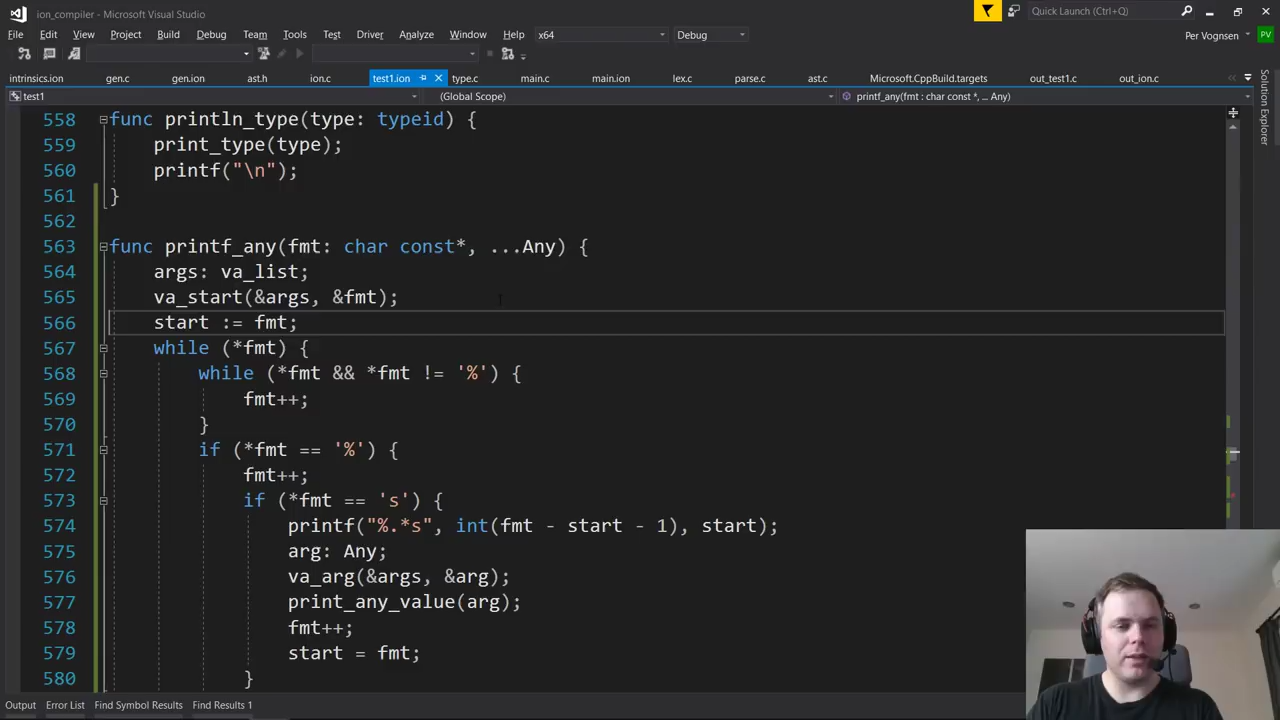 ion_compiler - Microsoft Visual Studio
Quick Launch (Ctrl+Q)
File Edit View Project Build Debug Team Tools Test Driver Analyze Window Help x64 Debug
Per Vognsen PV
intrinsics.ion gen.c gen.ion ast.h ion.c test1.ion type.c main.c main.ion lex.c parse.c ast.c Microsoft.CppBuild.targets out_test1.c out_ion.c
test1 (Global Scope) printf_any(fmt : char const *, ... Any)
Solution Explorer
558 func println_type(type: typeid) {
559 print_type(type);
560 printf("\n");
561 }
562
563 func printf_any(fmt: char const*, ...Any) {
564 args: va_list;
565 va_start(&args, &fmt);
566 start := fmt;
567 while (*fmt) {
568 while (*fmt && *fmt != '%') {
569 fmt++;
570 }
571 if (*fmt == '%') {
572 fmt++;
573 if (*fmt == 's') {
574 printf("%.*s", int(fmt - start - 1), start);
575 arg: Any;
576 va_arg(&args, &arg);
577 print_any_value(arg);
578 fmt++;
579 start = fmt;
580 }
Output Error List Find Symbol Results Find Results 1